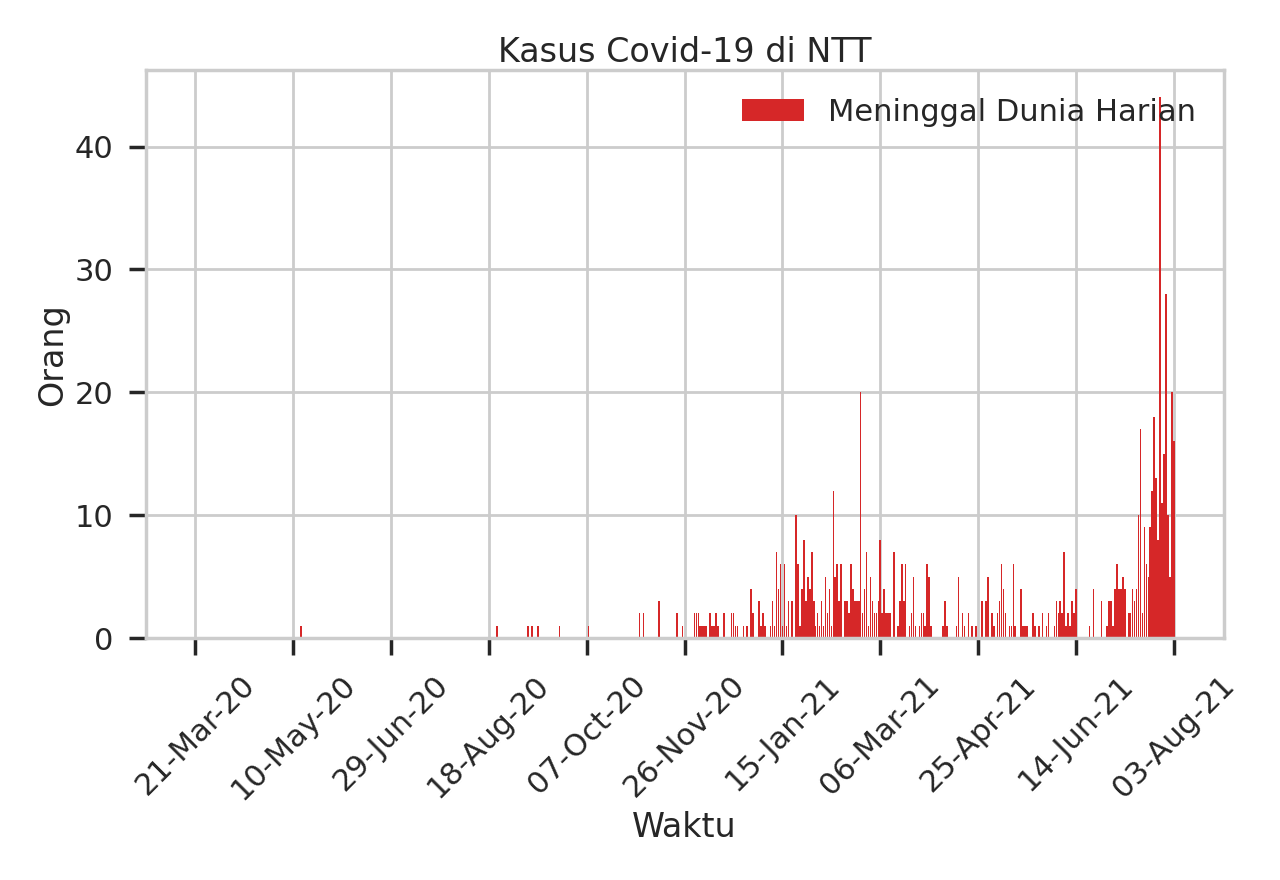 Kasus Covid-19 di NTT
Meninggal Dunia Harian
Orang
40
30
20
10
0
21-Mar-20
10-May-20
29-Jun-20
18-Aug-20
07-Oct-20
26-Nov-20
15-Jan-21
06-Mar-21
25-Apr-21
14-Jun-21
03-Aug-21
Waktu